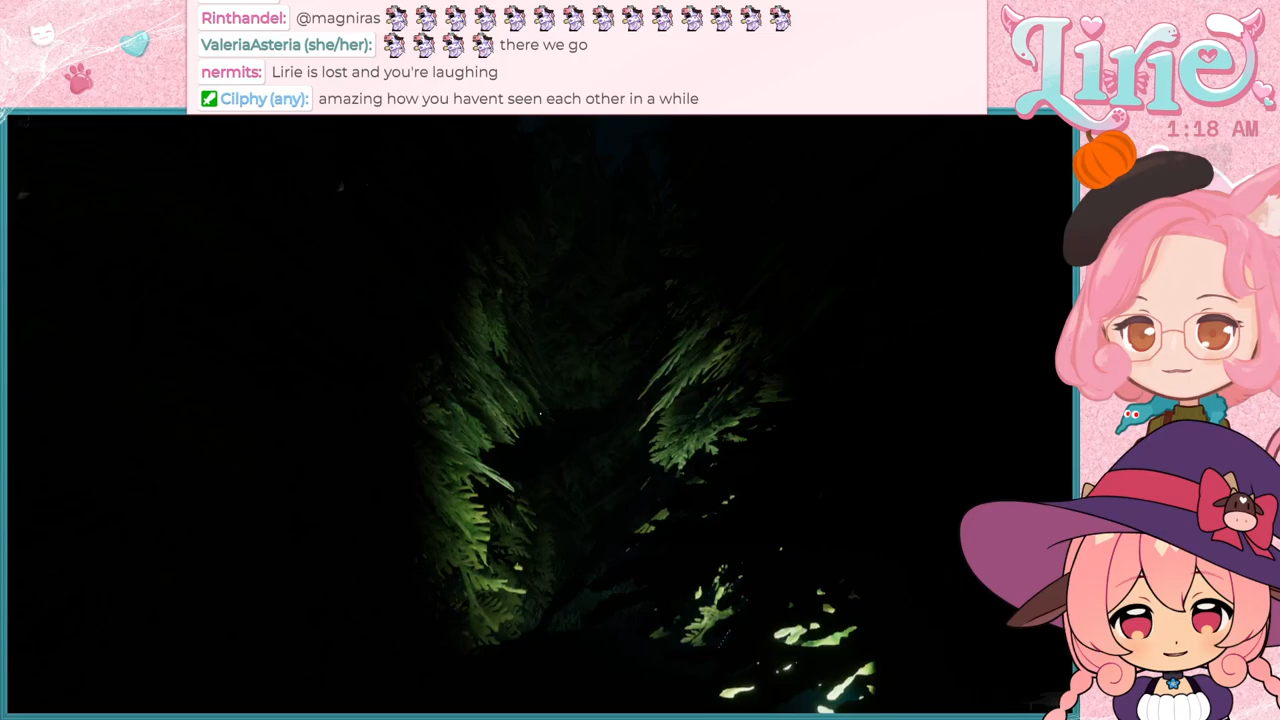 Rinthandel: @magniras
ValeriaAsteria (she/her): there we go
nermits: Lirie is lost and you're laughing
Cilphy (any): amazing how you havent seen each other in a while
Lirie
1:18 AM